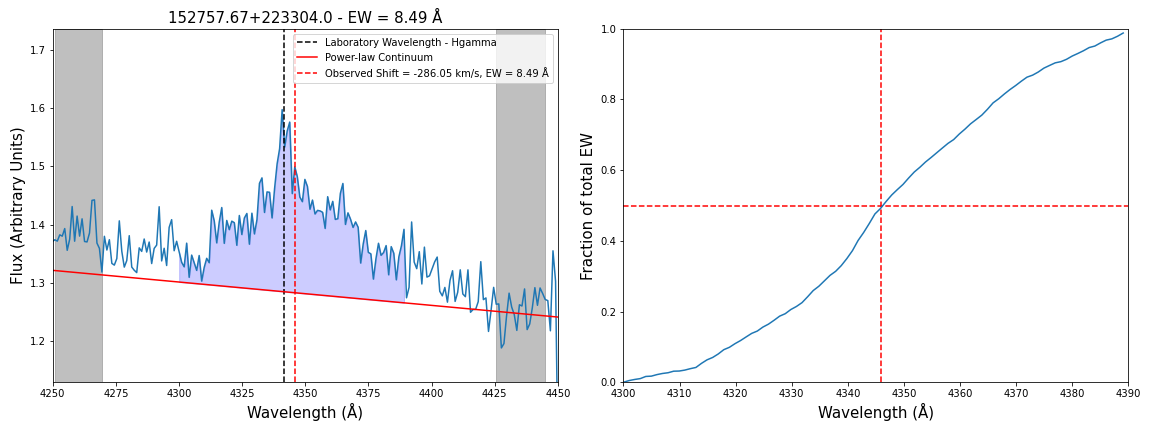 152757.67+223304.0 - EW = 8.49 Å
Flux (Arbitrary Units)
1.7
1.6
1.5
1.4
1.3
1.2
Laboratory Wavelength - Hgamma
Power-law Continuum
Observed Shift = -286.05 km/s, EW = 8.49 Å
4250 4275 4300 4325 4350 4375 4400 4425 4450
Wavelength (Å)
Fraction of total EW
1.0
0.8
0.6
0.4
0.2
0.0
4300 4310 4320 4330 4340 4350 4360 4370 4380 4390
Wavelength (Å)